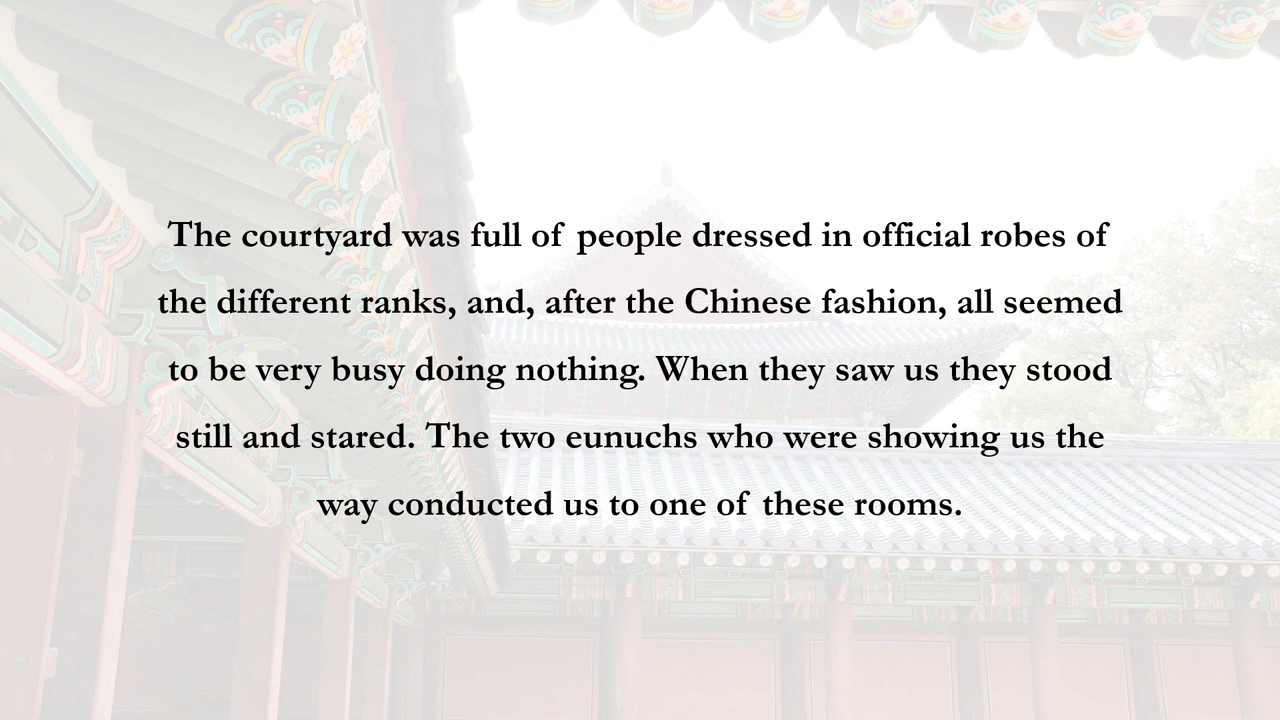 The courtyard was full of people dressed in official robes of
the different ranks, and, after the Chinese fashion, all seemed
to be very busy doing nothing. When they saw us they stood
still and stared. The two eunuchs who were showing us the
way conducted us to one of these rooms.